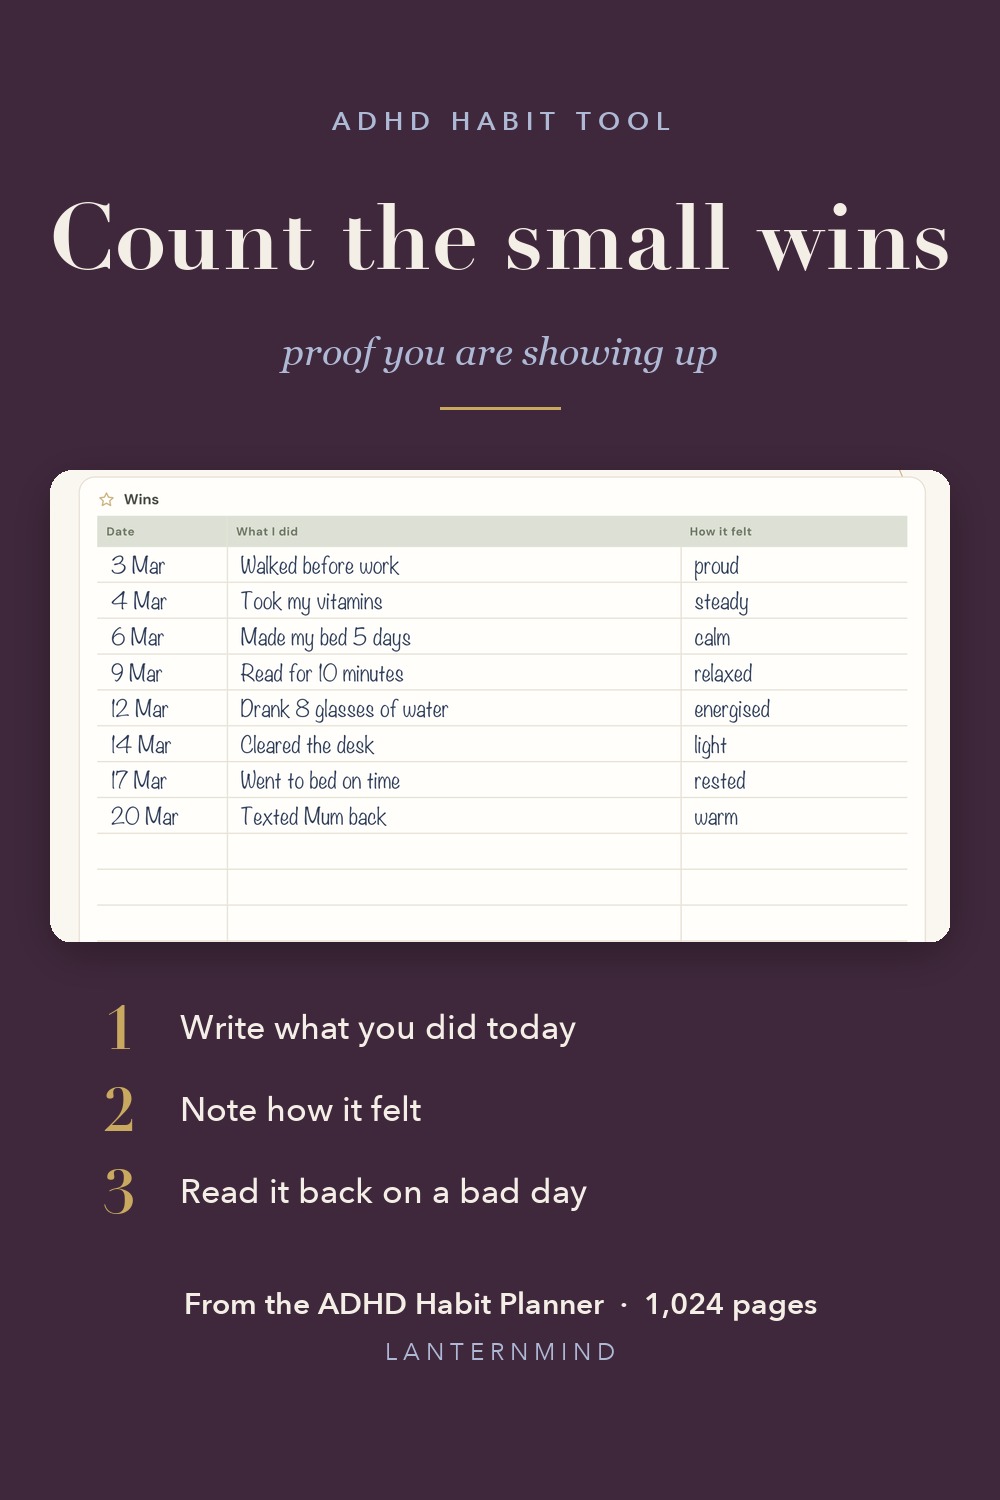 ADHD HABIT TOOL
Count the small wins
proof you are showing up
Wins
Date What I did How it felt
3 Mar Walked before work proud
4 Mar Took my vitamins steady
6 Mar Made my bed 5 days calm
9 Mar Read for 10 minutes relaxed
12 Mar Drank 8 glasses of water energised
14 Mar Cleared the desk light
17 Mar Went to bed on time rested
20 Mar Texted Mum back warm
1 Write what you did today
2 Note how it felt
3 Read it back on a bad day
From the ADHD Habit Planner · 1,024 pages
LANTERNMIND